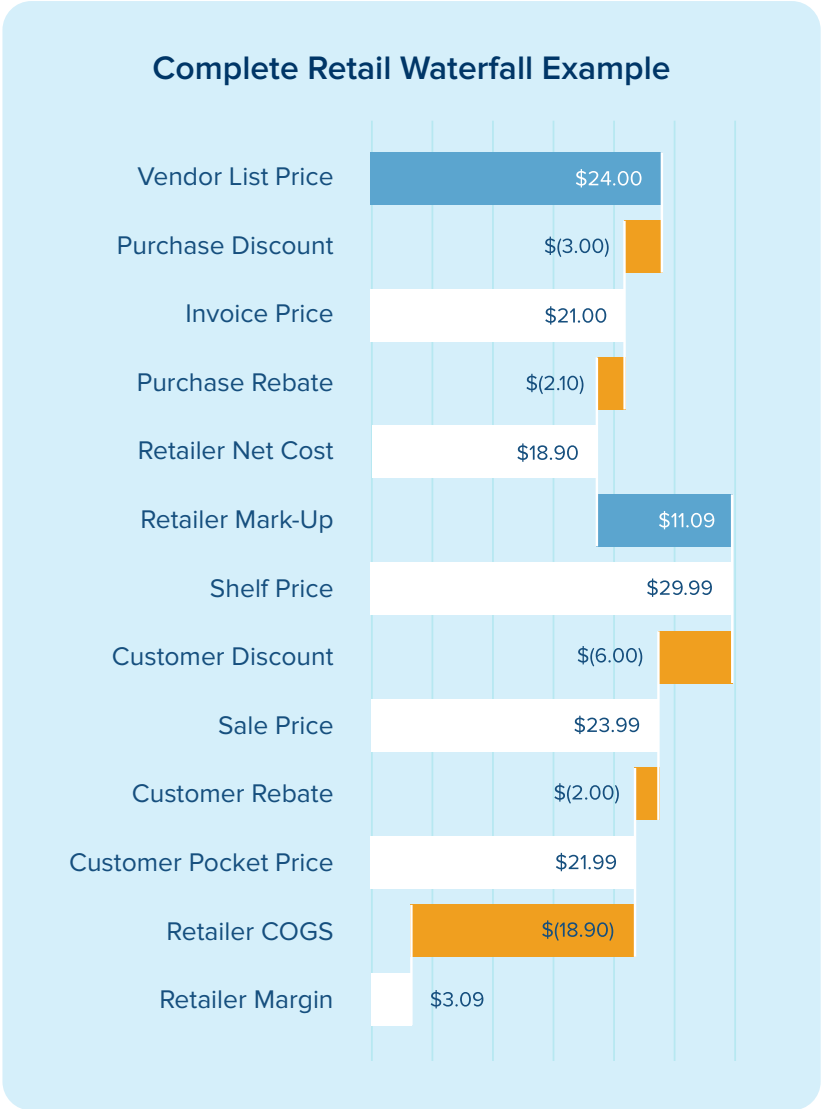 Complete Retail Waterfall Example
Vendor List Price $24.00
Purchase Discount $(3.00)
Invoice Price $21.00
Purchase Rebate $(2.10)
Retailer Net Cost $18.90
Retailer Mark-Up $11.09
Shelf Price $29.99
Customer Discount $(6.00)
Sale Price $23.99
Customer Rebate $(2.00)
Customer Pocket Price $21.99
Retailer COGS $(18.90)
Retailer Margin $3.09